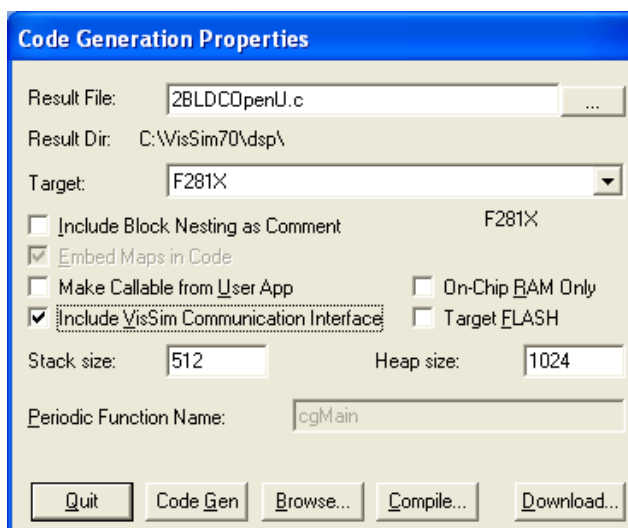 Code Generation Properties
Result File: 2BLDCOpenU.c ...
Result Dir: C:\VisSim70\dsp\
Target: F281X
Include Block Nesting as Comment F281X
Embed Maps in Code
Make Callable from User App On-Chip RAM Only
Include VisSim Communication Interface Target FLASH
Stack size: 512 Heap size: 1024
Periodic Function Name: cgMain
Quit Code Gen Browse... Compile... Download...